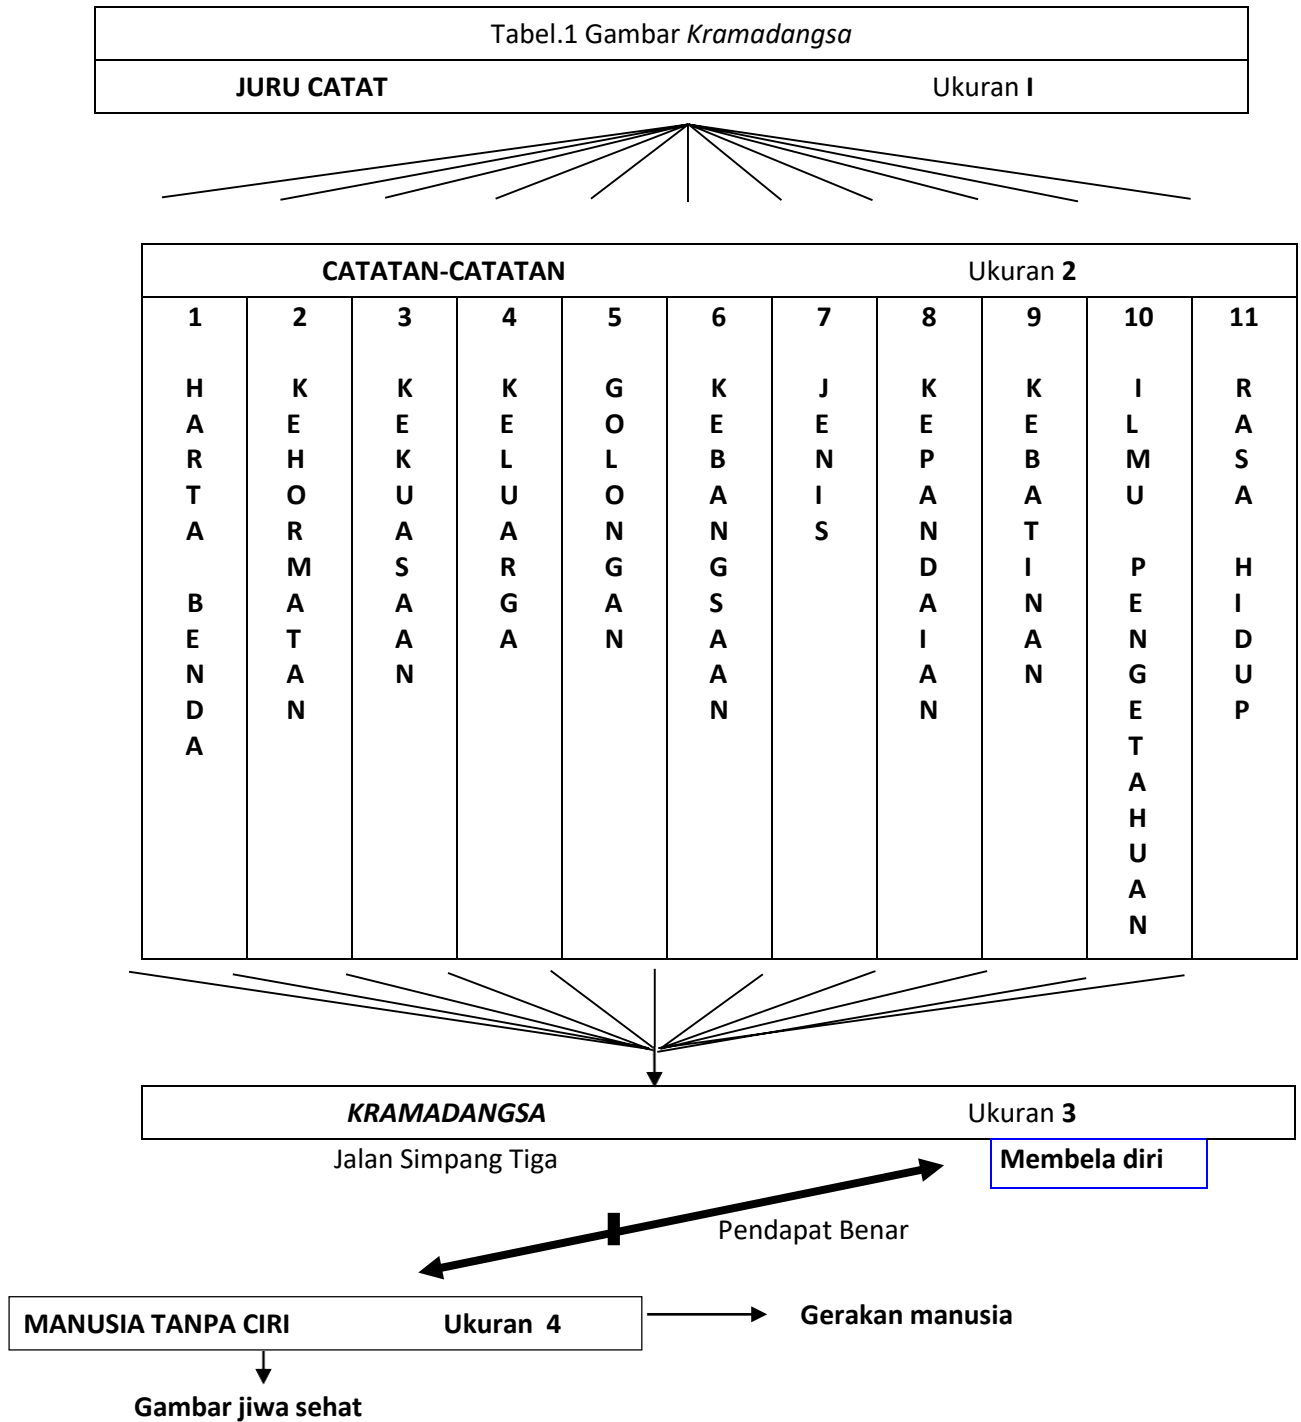 Tabel.1 Gambar Kramadangsa
JURU CATAT Ukuran I
CATATAN-CATATAN Ukuran 2
1 2 3 4 5 6 7 8 9 10 11
HARTA BENDA
KEHORMATAN
KEKUASAAN
KELUARGA
GOLONGAN
KEBANGSAAN
JENIS
KEPANDAIAN
KEBATINAN
ILMU PENGETAHUAN
RASA HIDUP
KRAMADANGSA Ukuran 3
Jalan Simpang Tiga Membela diri
Pendapat Benar
MANUSIA TANPA CIRI Ukuran 4 Gerakan manusia
Gambar jiwa sehat